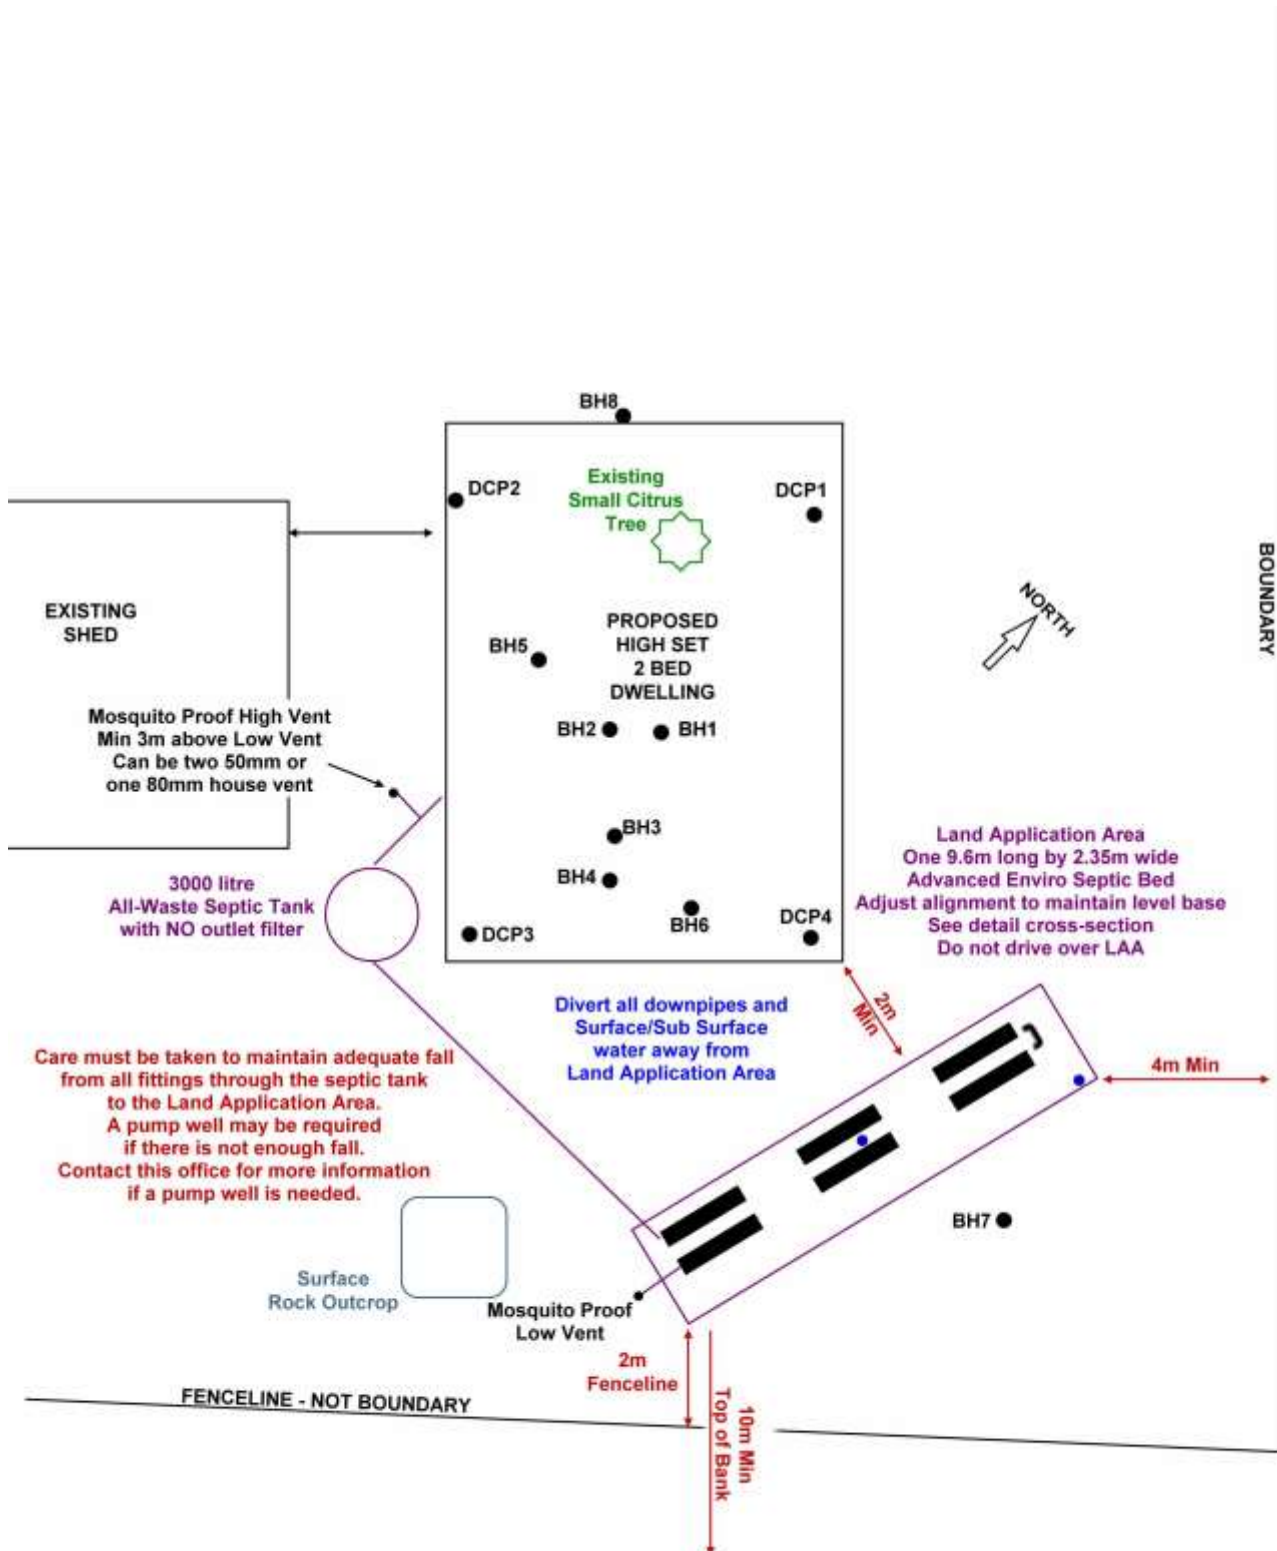 BH8
Existing
Small Citrus
Tree
DCP2
DCP1
BOUNDARY
EXISTING
SHED
NORTH
PROPOSED
HIGH SET
2 BED
DWELLING
BH5
Mosquito Proof High Vent
Min 3m above Low Vent
Can be two 50mm or
one 80mm house vent
BH2
BH1
BH3
BH4
BH6
DCP3
DCP4
3000 litre
All-Waste Septic Tank
with NO outlet filter
Land Application Area
One 9.6m long by 2.35m wide
Advanced Enviro Septic Bed
Adjust alignment to maintain level base
See detail cross-section
Do not drive over LAA
2m
Min
Divert all downpipes and
Surface/Sub Surface
water away from
Land Application Area
4m Min
Care must be taken to maintain adequate fall
from all fittings through the septic tank
to the Land Application Area.
A pump well may be required
if there is not enough fall.
Contact this office for more information
if a pump well is needed.
BH7
Surface
Rock Outcrop
Mosquito Proof
Low Vent
2m
Fenceline
FENCELINE - NOT BOUNDARY
10m Min
Top of Bank